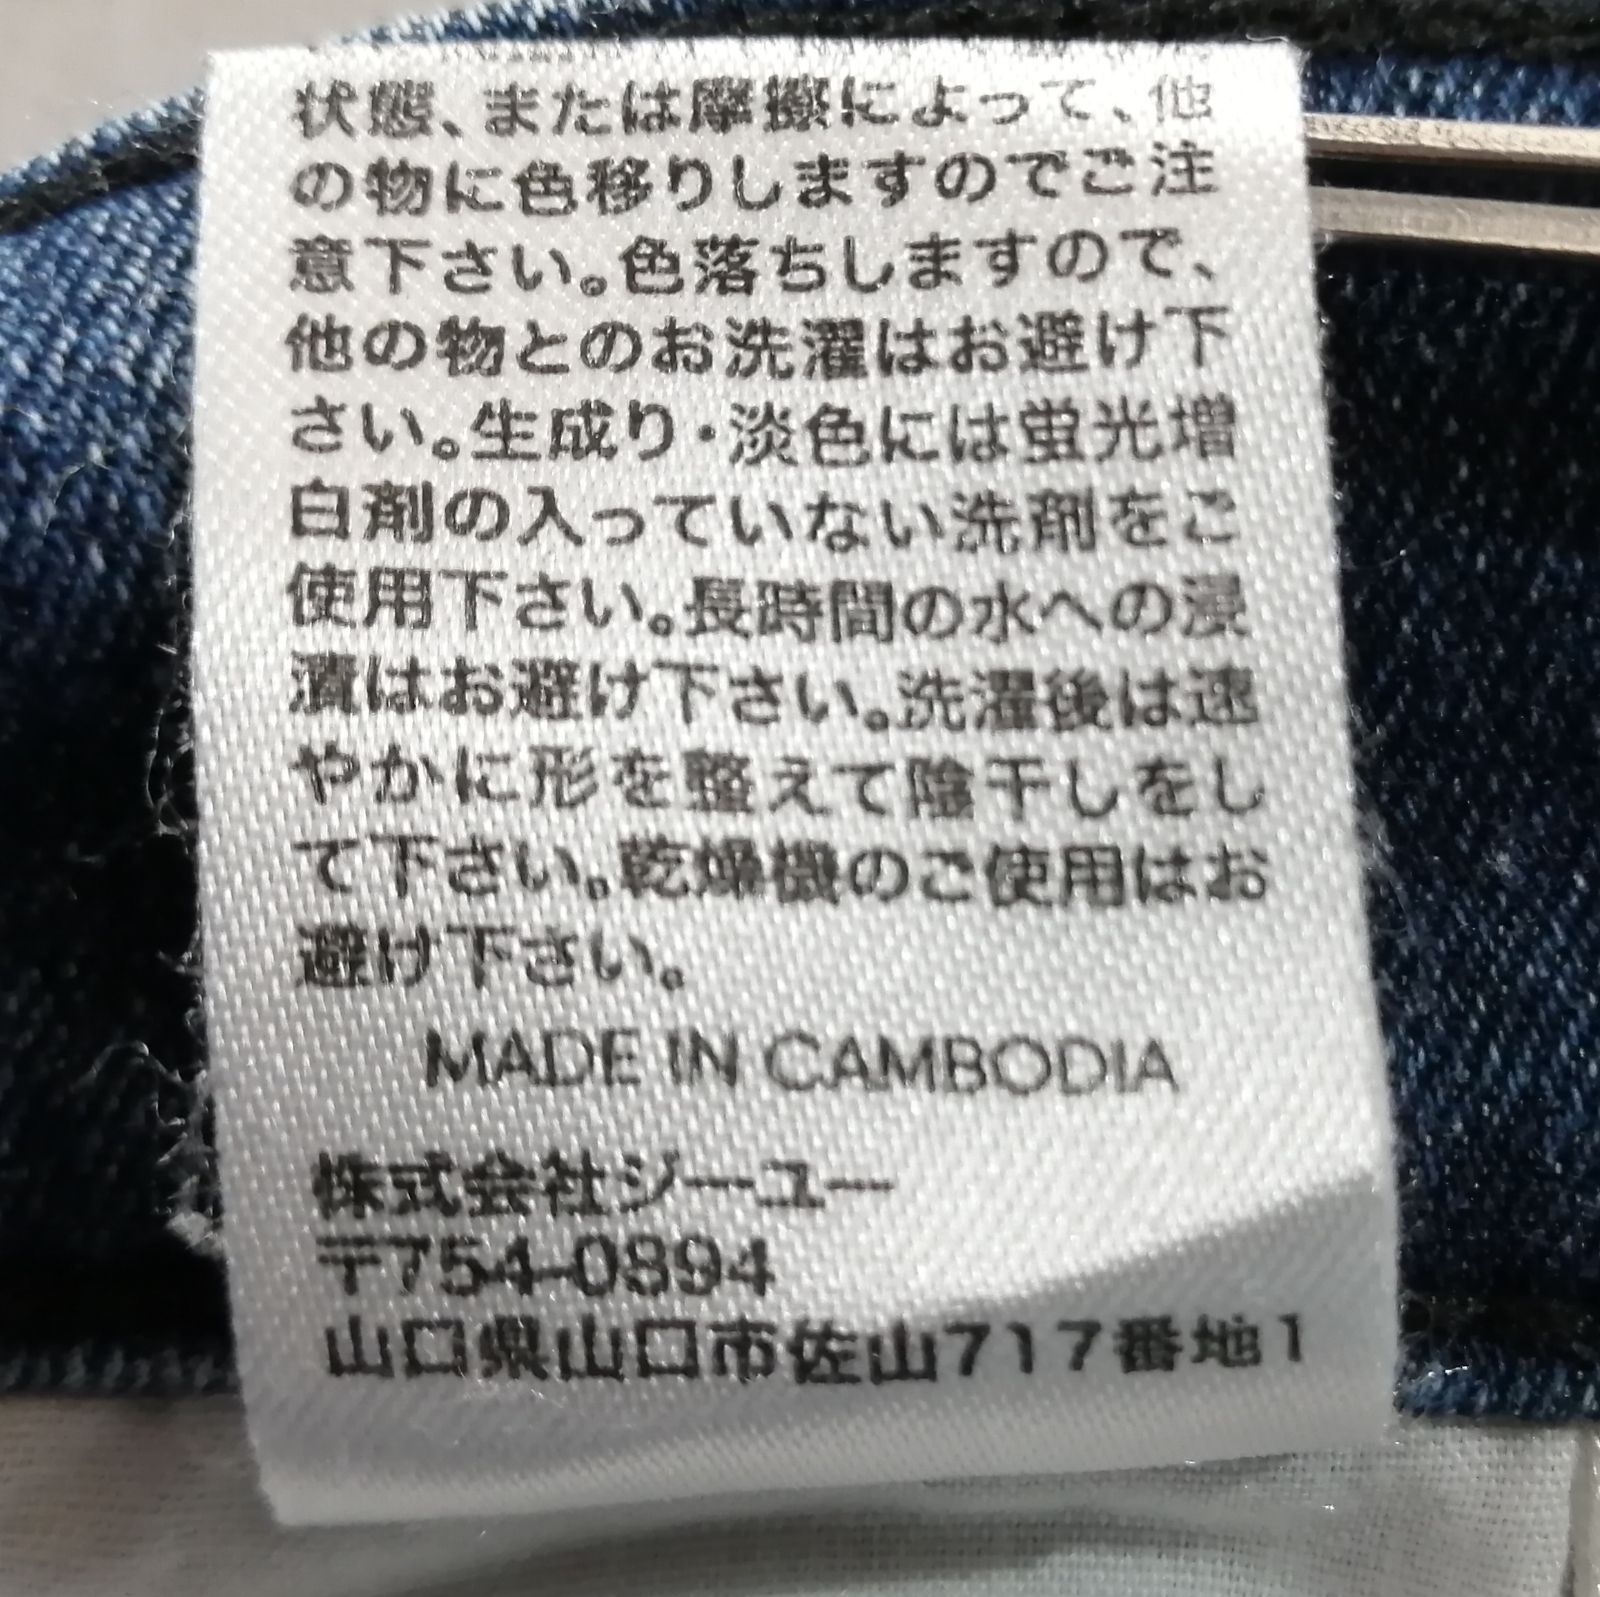 状態、または摩擦によって、他
の物に色移りしますのでご注
意下さい。色落ちしますので、
他の物とのお洗濯はお避け下
さい。生成り・淡色には蛍光増
白剤の入っていない洗剤をご
使用下さい。長時間の水への浸
漬はお避け下さい。洗濯後は速
やかに形を整えて陰干しをし
て下さい。乾燥機のご使用はお
避け下さい。
MADE IN CAMBODIA
株式会社ジーユー
〒754-0894
山口県山口市佐山717番地1